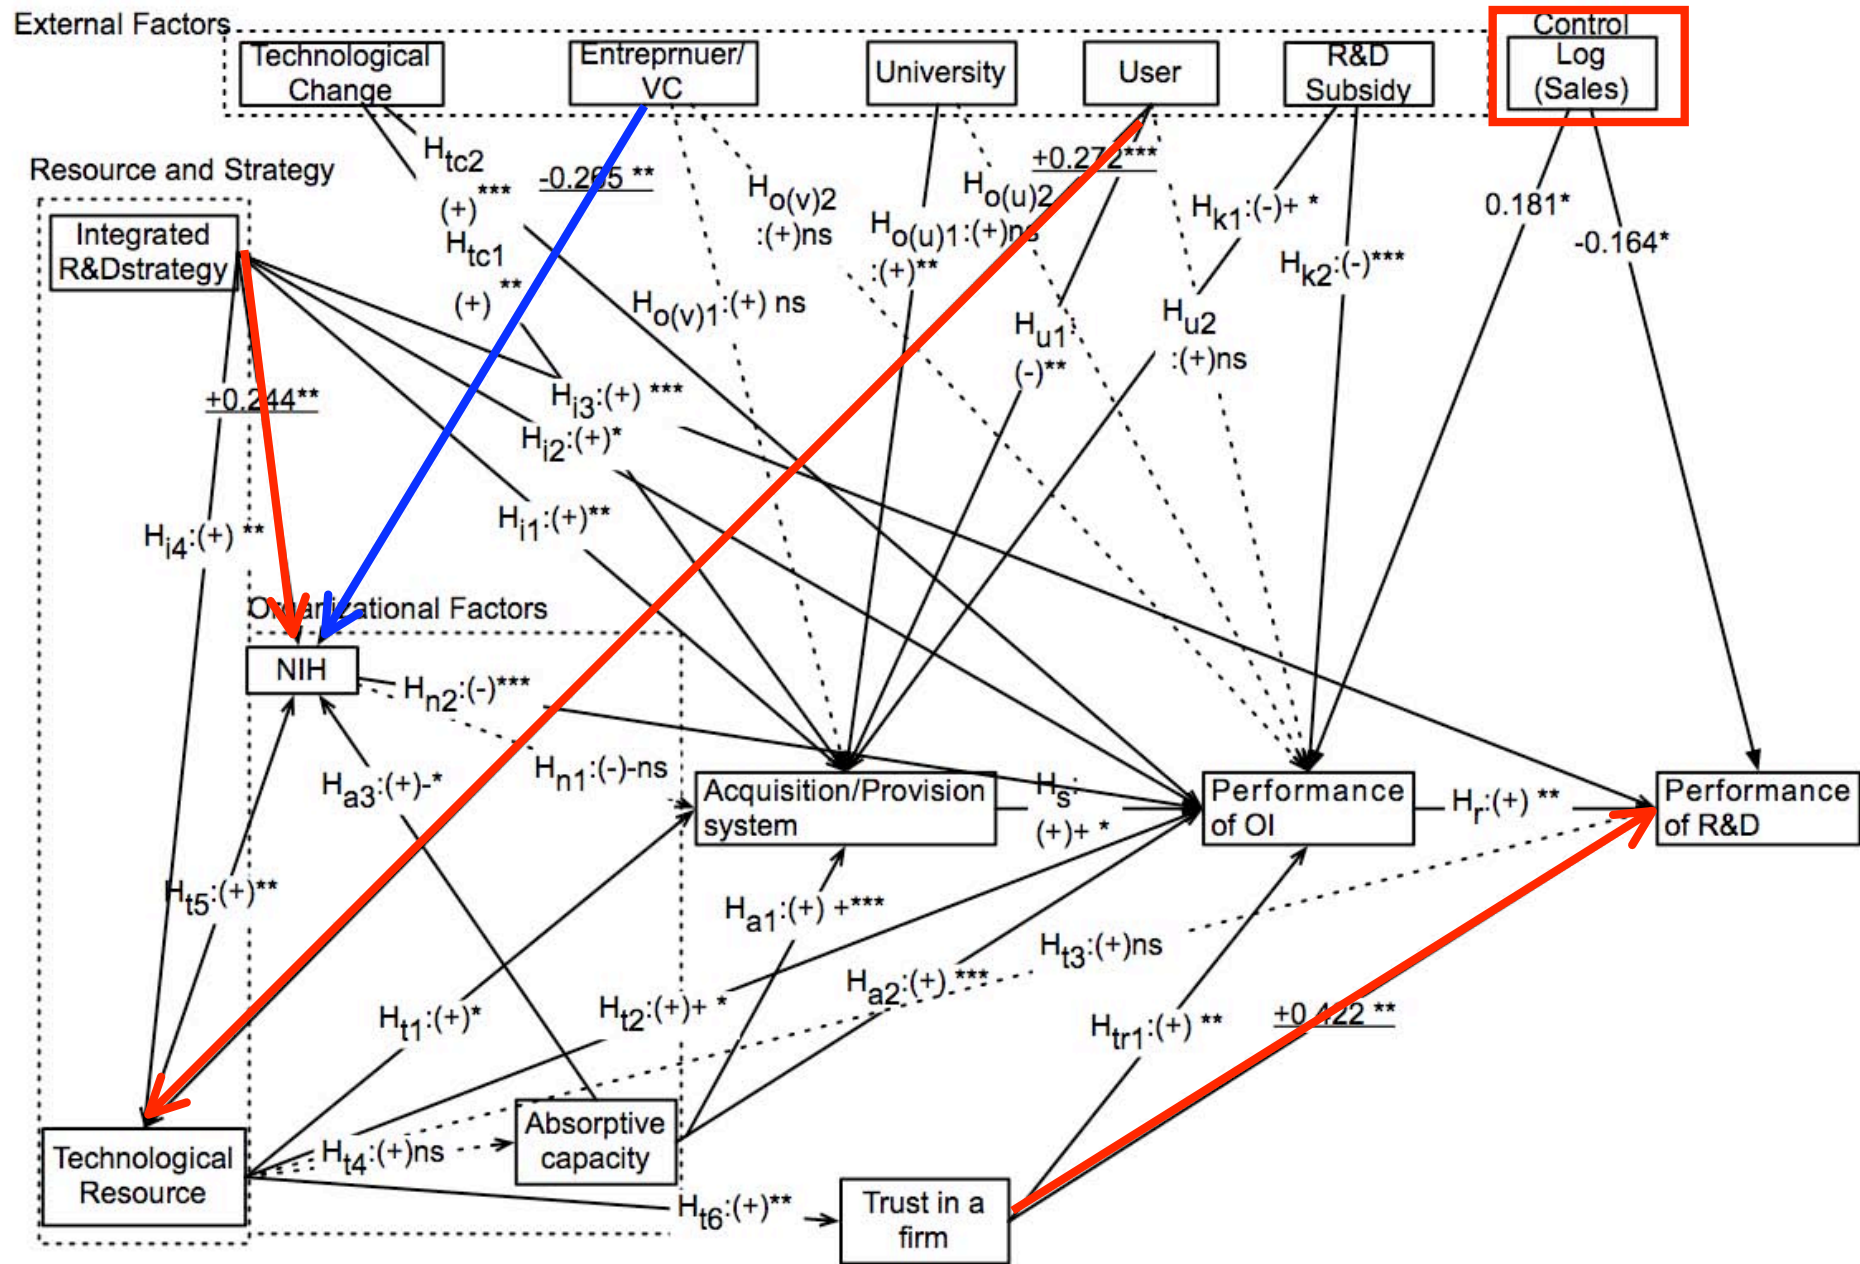 External Factors
Control
Technological
Change
Entreprnuer/
VC
University
User
R&D
Subsidy
Log
(Sales)
Htc2
(+)***
-0.265 **
Ho(v)2
:(+)ns
Ho(u)2
:(+)ns
+0.272***
Hk1:(-)+ *
0.181*
-0.164*
Resource and Strategy
Integrated
R&Dstrategy
Htc1
(+) **
Ho(u)1
:(+)**
Hk2:(-)***
Ho(v)1:(+) ns
Hu1:
(-)**
Hu2
:(+)ns
+0.244**
Hi3:(+) ***
Hi2:(+)*
Hi1:(+)**
Hi4:(+) **
Organizational Factors
NIH
Hn2:(-)***
Hn1:(-)-ns
Ha3:(+)-*
Acquisition/Provision
system
Hs:
(+)+ *
Performance
of OI
Hr:(+) **
Performance
of R&D
Ht5:(+)**
Ha1:(+) +***
Ht3:(+)ns
Ha2:(+) ***
Ht1:(+)*
Ht2:(+)+ *
Htr1:(+) **
+0.422 **
Absorptive
capacity
Ht4:(+)ns
Technological
Resource
Ht6:(+)**
Trust in a
firm